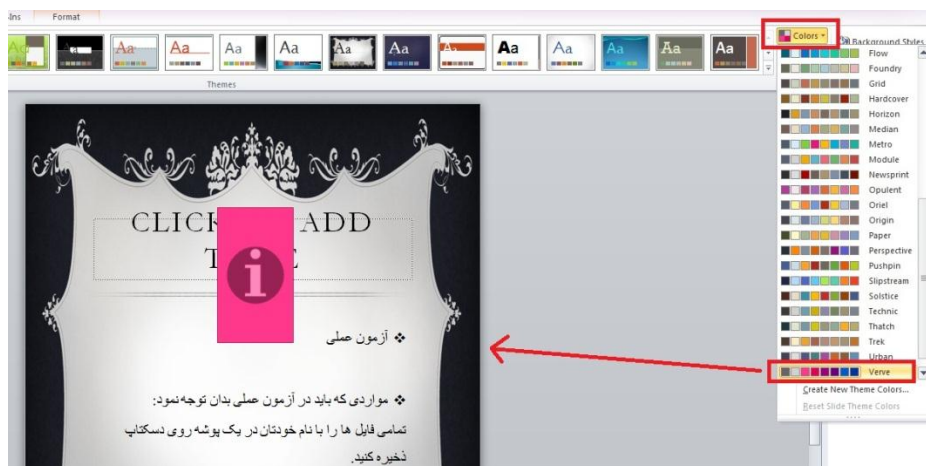 -Ins Format
Aa Aa Aa Aa Aa Aa Aa Aa Aa Aa Aa Aa Aa
Colors
Background Styles
Themes
Flow
Foundry
Grid
Hardcover
Horizon
Median
Metro
Module
Newsprint
Opulent
Oriel
Origin
Paper
Perspective
Pushpin
Slipstream
Solstice
Technic
Thatch
Trek
Urban
Verve
Create New Theme Colors...
Reset Slide Theme Colors
CLICK ADD
T
i
❖ آزمون عملی
❖ مواردی که باید در آزمون عملی بدان توجه نمود:
تمامی فایل ها را با نام خودتان در یک پوشه روی دسکتاپ
ذخیره کنید.